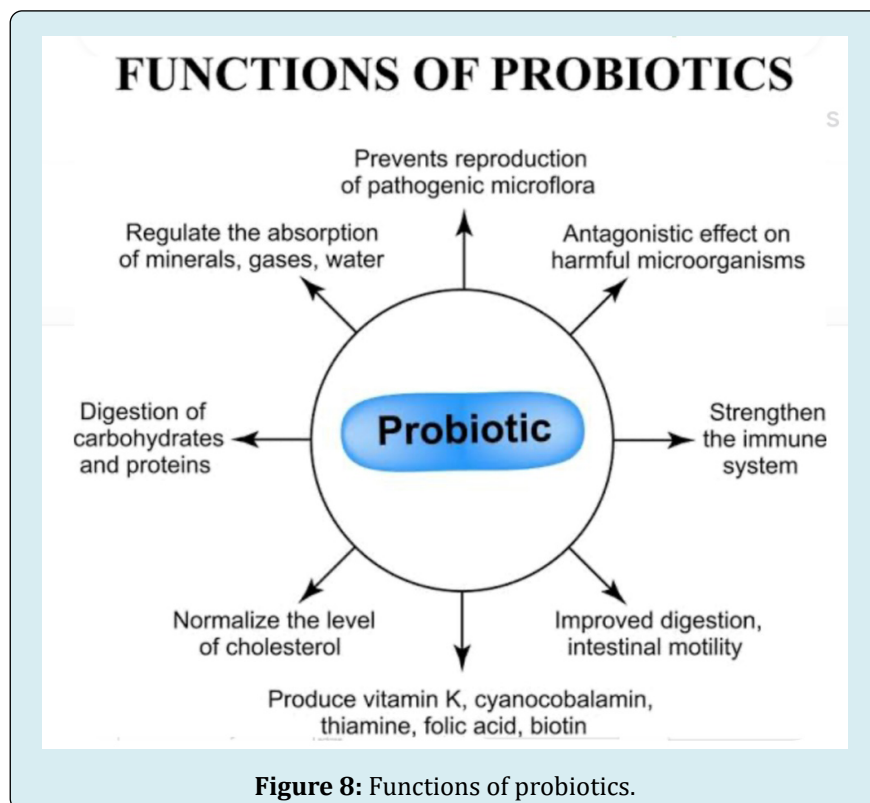 FUNCTIONS OF PROBIOTICS
s
Prevents reproduction
of pathogenic microflora
Regulate the absorption
of minerals, gases, water
Antagonistic effect on
harmful microorganisms
Digestion of
carbohydrates
and proteins
Probiotic
Strengthen
the immune
system
Normalize the level
of cholesterol
Improved digestion,
intestinal motility
Produce vitamin K, cyanocobalamin,
thiamine, folic acid, biotin
Figure 8: Functions of probiotics.